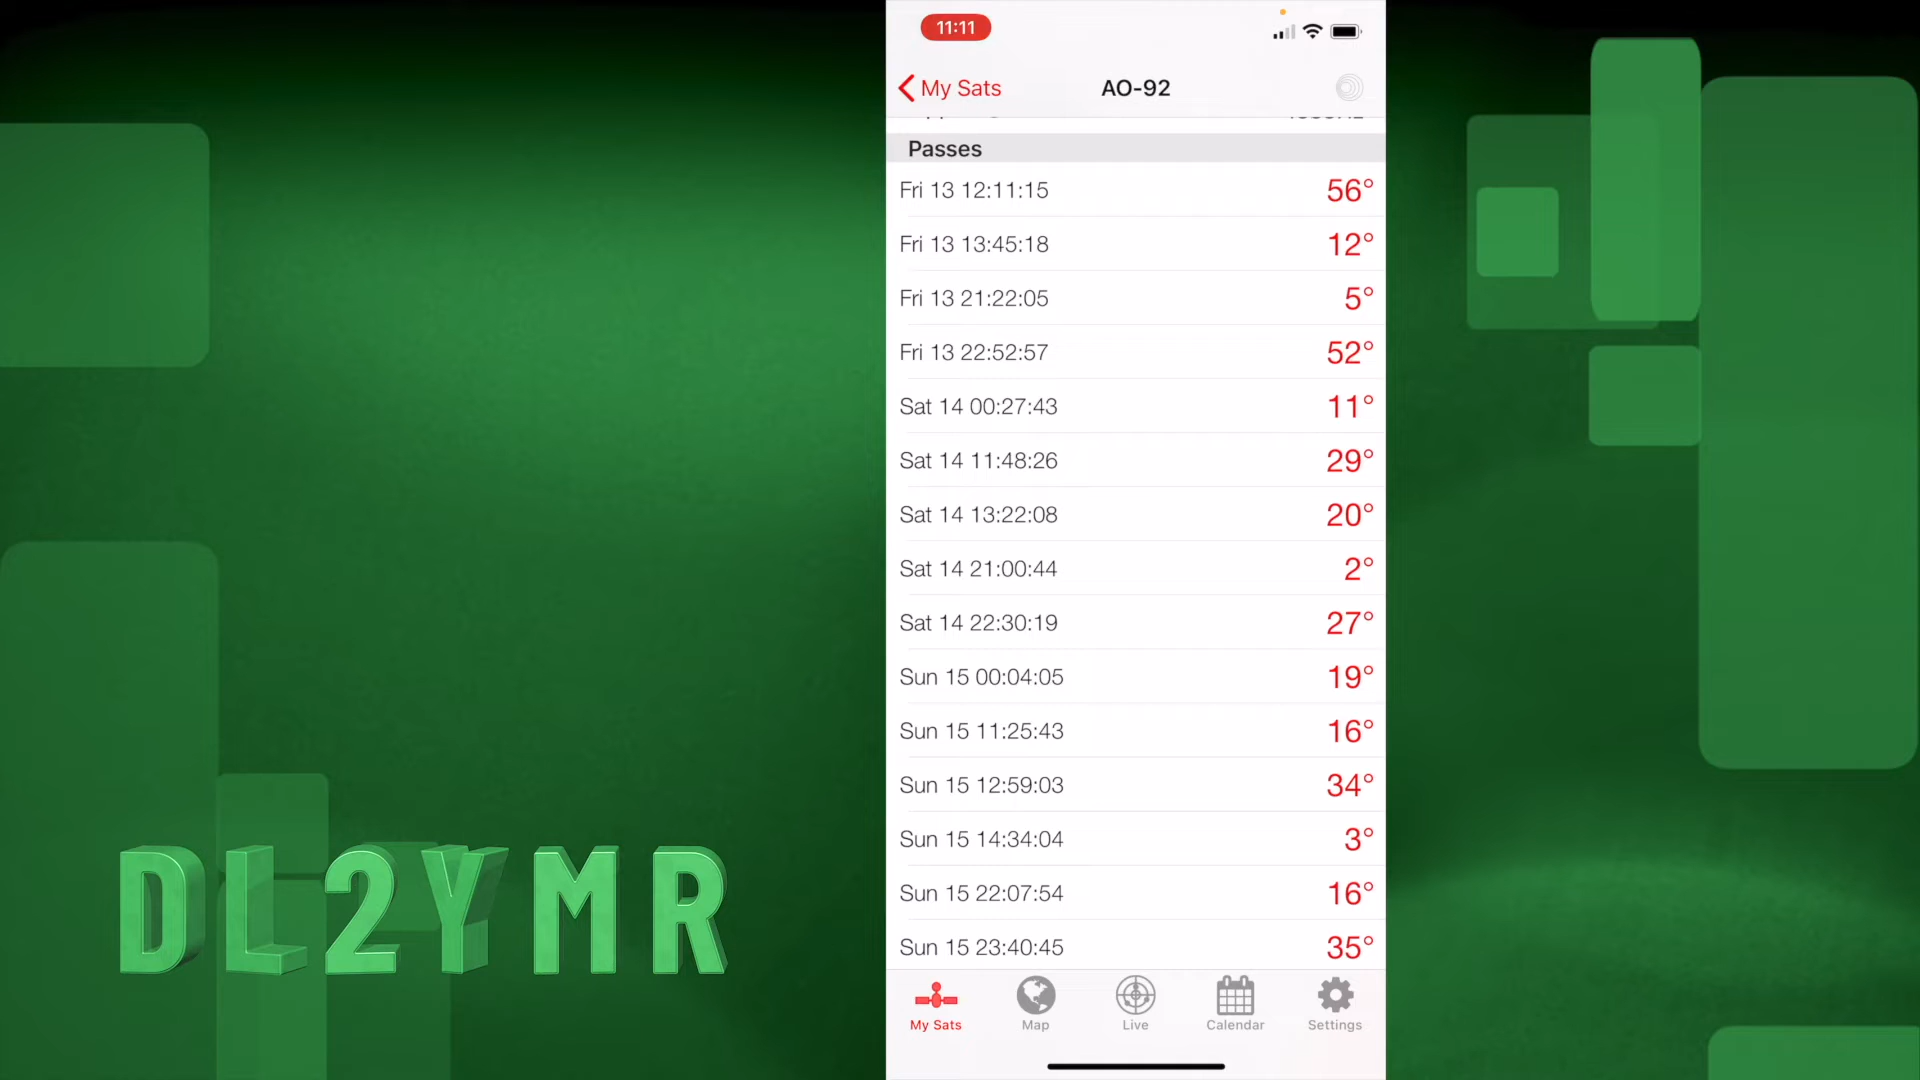 11:11
My Sats
AO-92
Passes
Fri 13 12:11:15 56°
Fri 13 13:45:18 12°
Fri 13 21:22:05 5°
Fri 13 22:52:57 52°
Sat 14 00:27:43 11°
Sat 14 11:48:26 29°
Sat 14 13:22:08 20°
Sat 14 21:00:44 2°
Sat 14 22:30:19 27°
Sun 15 00:04:05 19°
Sun 15 11:25:43 16°
Sun 15 12:59:03 34°
Sun 15 14:34:04 3°
Sun 15 22:07:54 16°
Sun 15 23:40:45 35°
My Sats Map Live Calendar Settings
DL2YMR